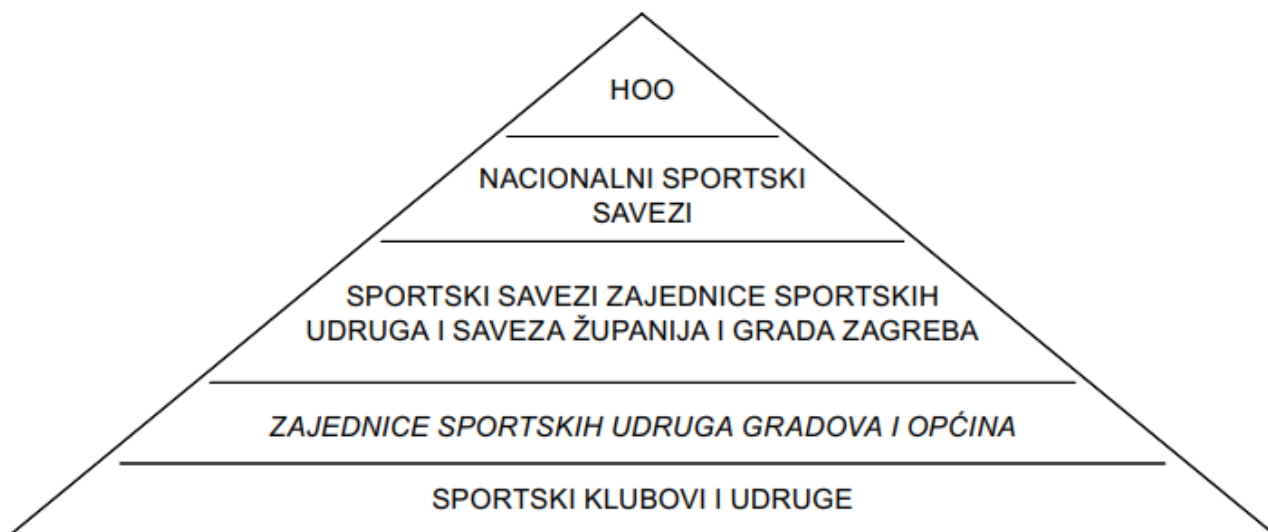 HOO
NACIONALNI SPORTSKI
SAVEZI
SPORTSKI SAVEZI ZAJEDNICE SPORTSKIH
UDRUGA I SAVEZA ŽUPANIJA I GRADA ZAGREBA
ZAJEDNICE SPORTSKIH UDRUGA GRADOVA I OPĆINA
SPORTSKI KLUBOVI I UDRUGE